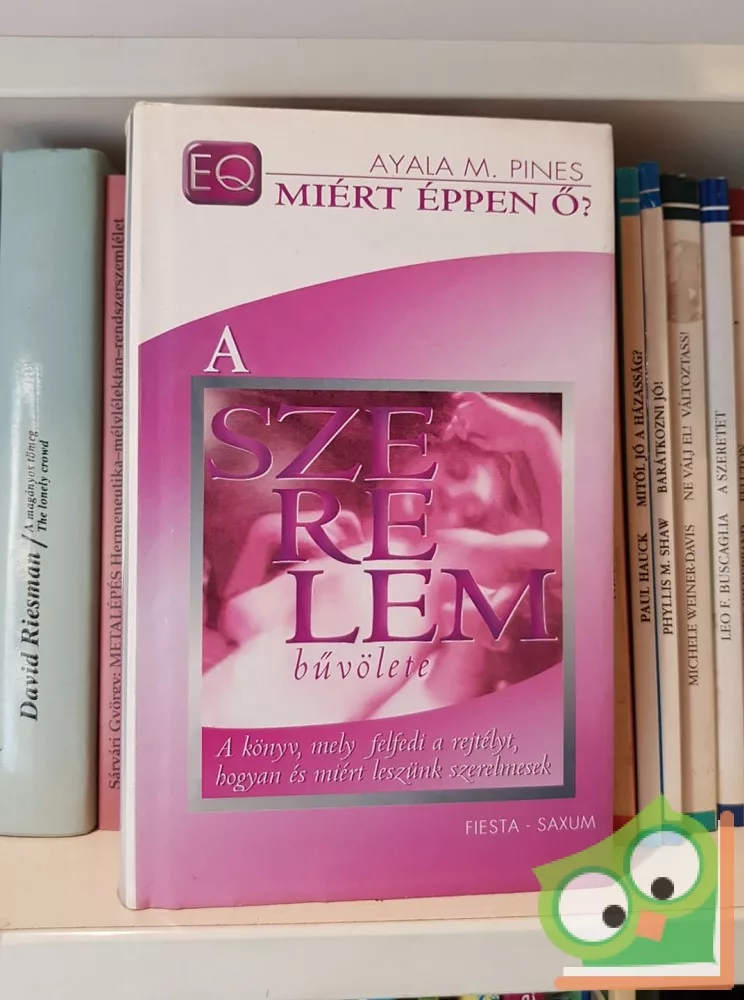 EQ
AYALA M. PINES
MIÉRT ÉPPEN Ő?
A
SZE
RE
LEM
bűvölete
A könyv, mely felfedi a rejtélyt,
hogyan és miért leszünk szerelmesek
FIESTA - SAXUM
David Riesman / A magányos tömeg
The lonely crowd
Sárvári György: METALÉPÉS Hermeneutika–mélylélektan–rendszerszemlélet
PAUL HAUCK MITŐL JÓ A HÁZASSÁG?
PHYLLIS M. SHAW BARÁTKOZNI JÓ!
MICHELE WEINER-DAVIS NE VÁLJ EL! VÁLTOZTASS!
LEO F. BUSCAGLIA A SZERETET